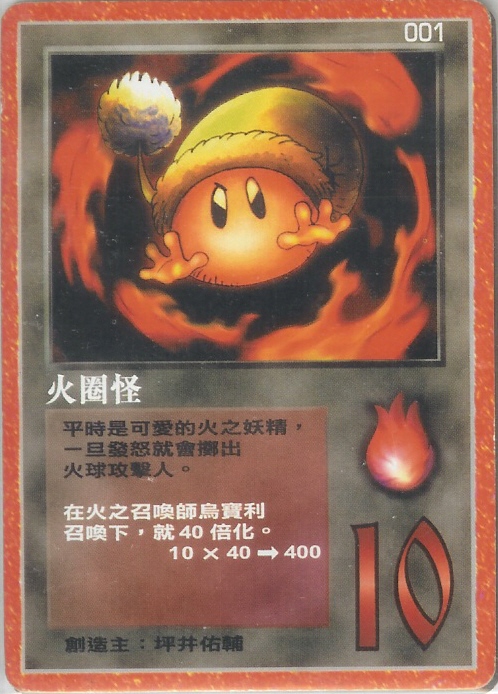 001
火圈怪
平時是可愛的火之妖精，
一旦發怒就會擲出
火球攻擊人。
在火之召喚師烏寶利
召喚下，就40倍化。
10 × 40 ➡ 400
10
創造主：坪井佑輔